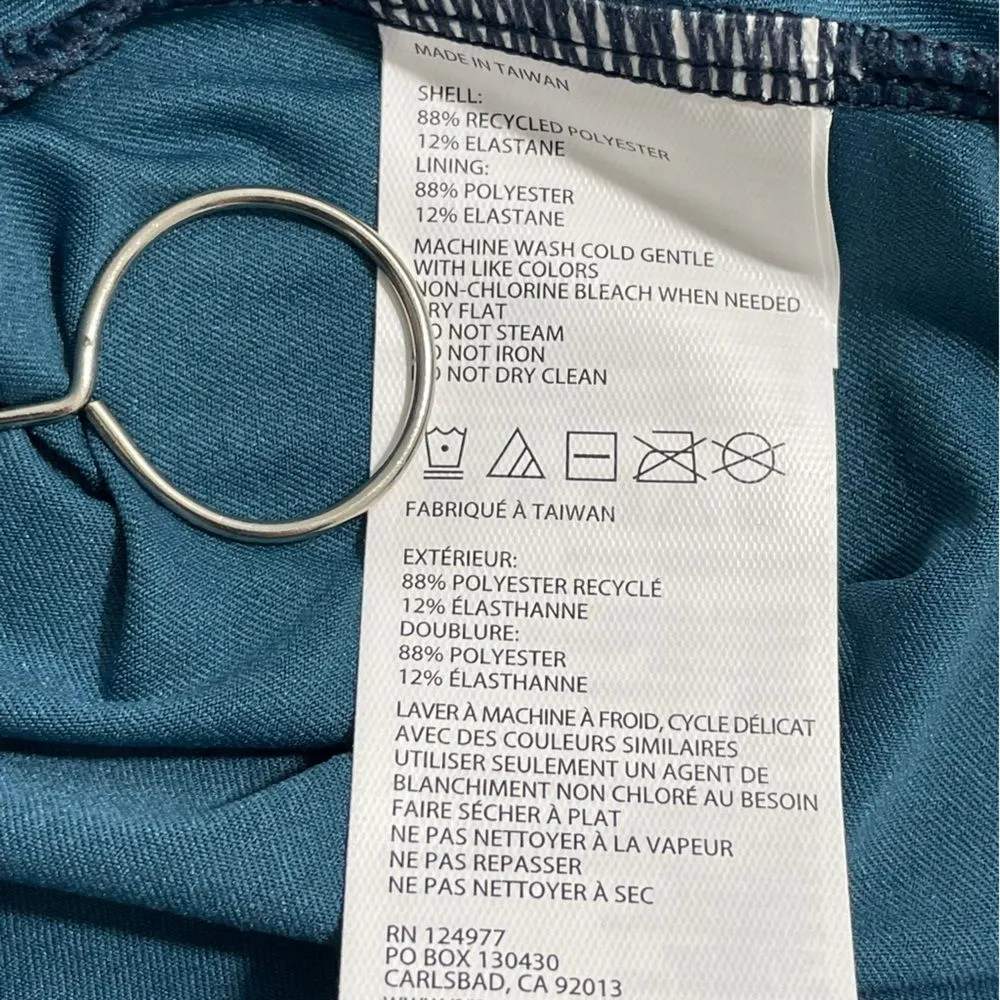 MADE IN TAIWAN
SHELL:
88% RECYCLED POLYESTER
12% ELASTANE
LINING:
88% POLYESTER
12% ELASTANE
MACHINE WASH COLD GENTLE
WITH LIKE COLORS
NON-CHLORINE BLEACH WHEN NEEDED
RY FLAT
O NOT STEAM
O NOT IRON
O NOT DRY CLEAN
FABRIQUÉ À TAIWAN
EXTÉRIEUR:
88% POLYESTER RECYCLÉ
12% ÉLASTHANNE
DOUBLURE:
88% POLYESTER
12% ÉLASTHANNE
LAVER À MACHINE À FROID, CYCLE DÉLICAT
AVEC DES COULEURS SIMILAIRES
UTILISER SEULEMENT UN AGENT DE
BLANCHIMENT NON CHLORÉ AU BESOIN
FAIRE SÉCHER À PLAT
NE PAS NETTOYER À LA VAPEUR
NE PAS REPASSER
NE PAS NETTOYER À SEC
RN 124977
PO BOX 130430
CARLSBAD, CA 92013